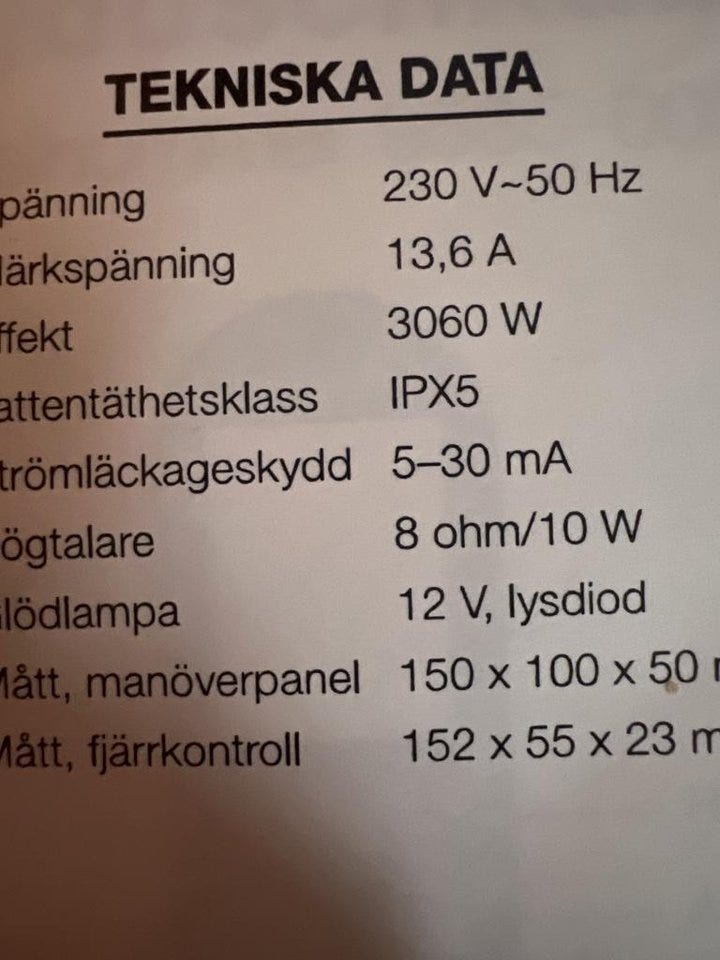 TEKNISKA DATA
pänning 230 V~50 Hz
ärkspänning 13,6 A
ffekt 3060 W
attentäthetsklass IPX5
trömläckageskydd 5–30 mA
ögtalare 8 ohm/10 W
lödlampa 12 V, lysdiod
Mått, manöverpanel 150 x 100 x 50
Mått, fjärrkontroll 152 x 55 x 23 m